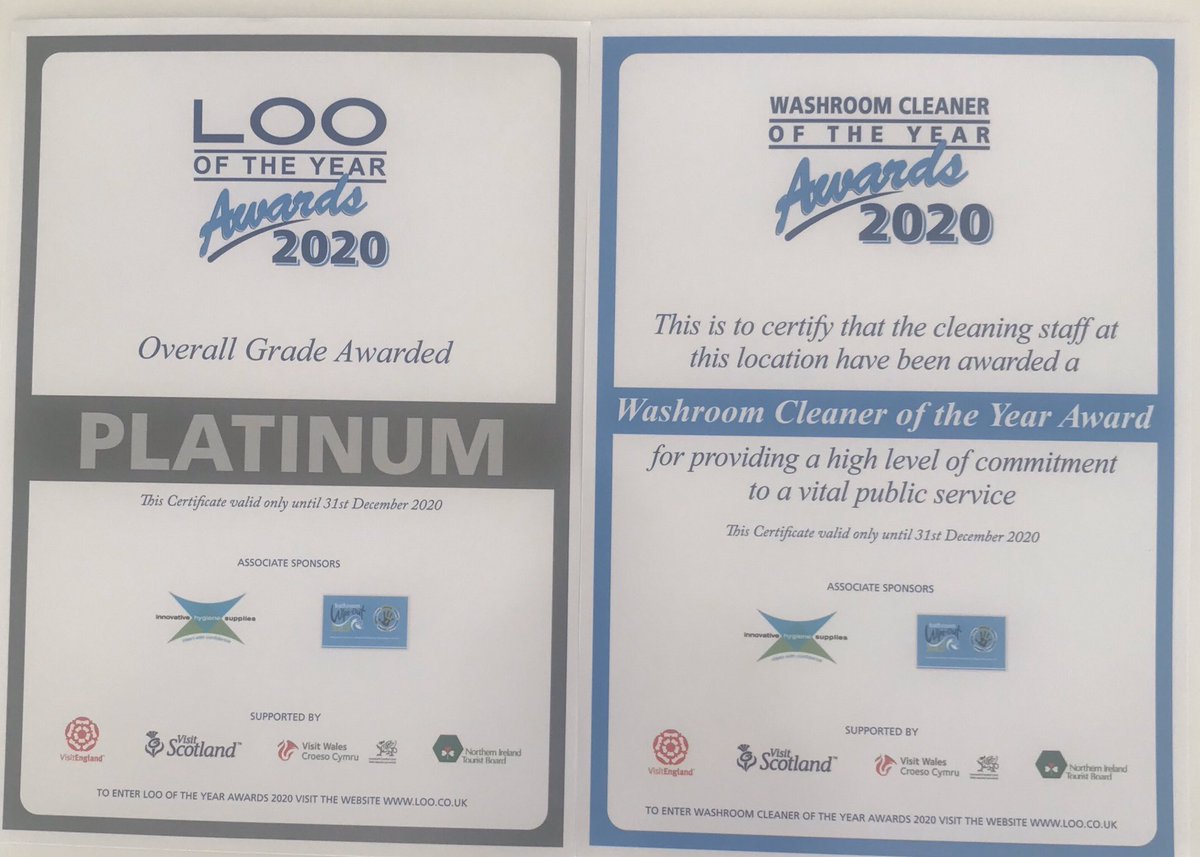 LOO
OF THE YEAR
Awards
2020
Overall Grade Awarded
PLATINUM
This Certificate valid only until 31st December 2020
ASSOCIATE SPONSORS
innovative hygiene supplies
Wipe out
SUPPORTED BY
VisitEngland
Visit
Scotland™
Visit Wales
Croeso Cymru
Northern Ireland
Tourist Board
TO ENTER LOO OF THE YEAR AWARDS 2020 VISIT THE WEBSITE WWW.LOO.CO.UK
WASHROOM CLEANER
OF THE YEAR
Awards
2020
This is to certify that the cleaning staff at
this location have been awarded a
Washroom Cleaner of the Year Award
for providing a high level of commitment
to a vital public service
This Certificate valid only until 31st December 2020
ASSOCIATE SPONSORS
innovative hygiene supplies
Wipe out
SUPPORTED BY
VisitEngland
Visit
Scotland™
Visit Wales
Croeso Cymru
Northern Ireland
Tourist Board
TO ENTER WASHROOM CLEANER OF THE YEAR AWARDS 2020 VISIT THE WEBSITE WWW.LOO.CO.UK